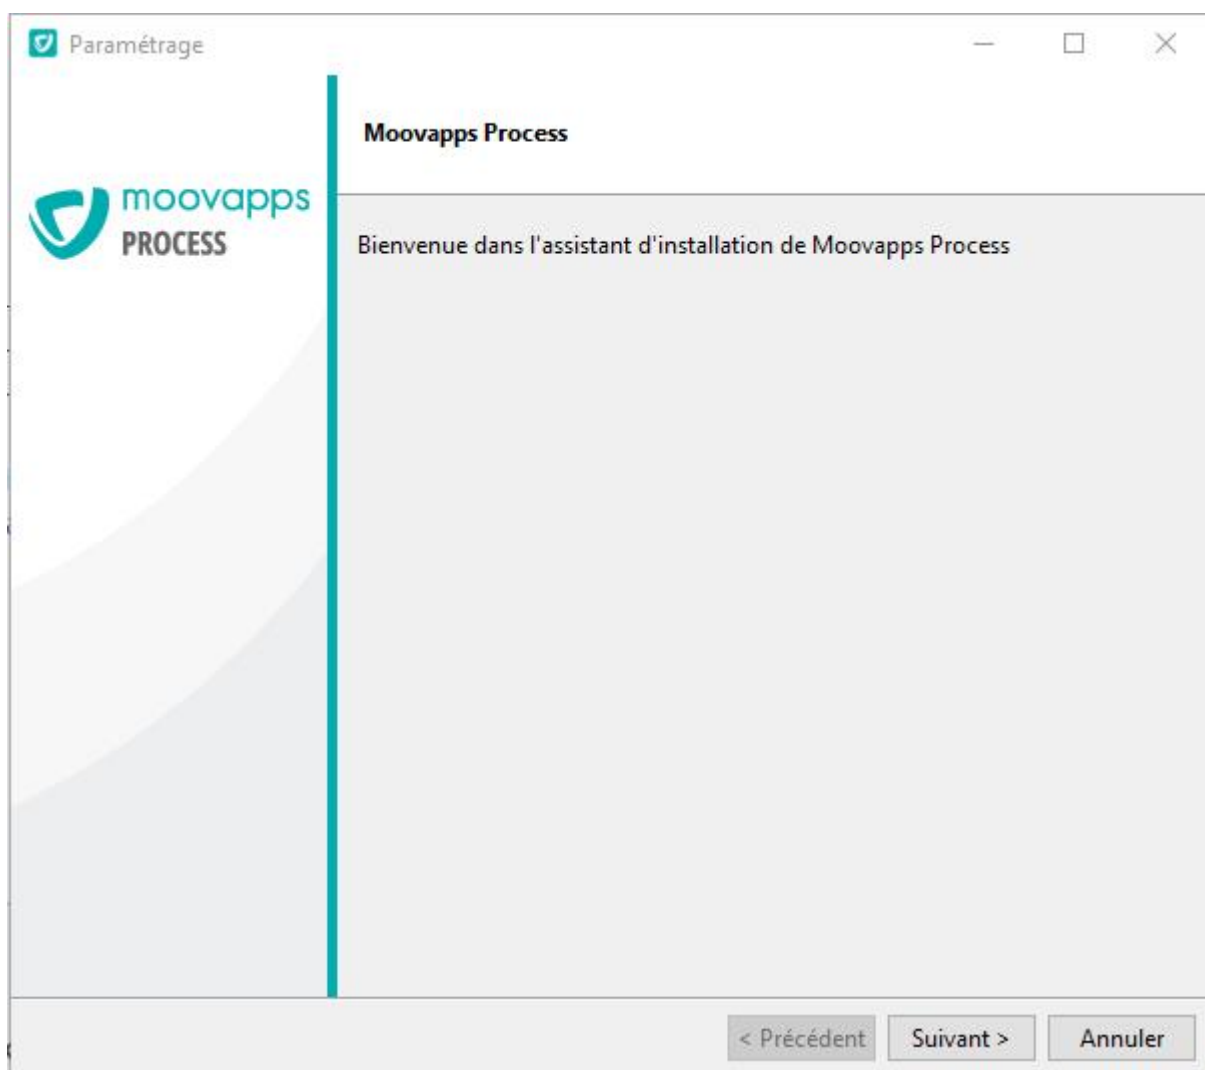 Paramétrage
moovapps
PROCESS
Moovapps Process
Bienvenue dans l'assistant d'installation de Moovapps Process
< Précédent
Suivant >
Annuler